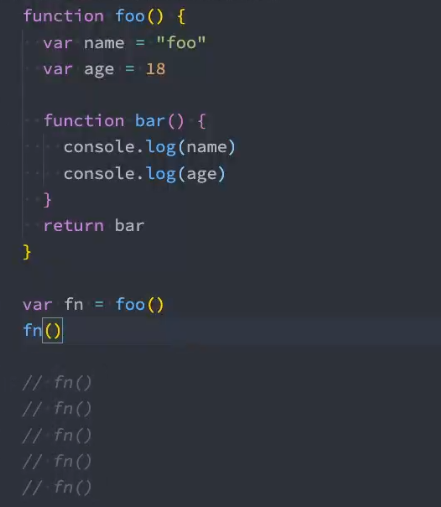 function foo() {
  var name = "foo"
  var age = 18

  function bar() {
    console.log(name)
    console.log(age)
  }
  return bar
}

var fn = foo()
fn()

// fn()
// fn()
// fn()
// fn()
// fn()